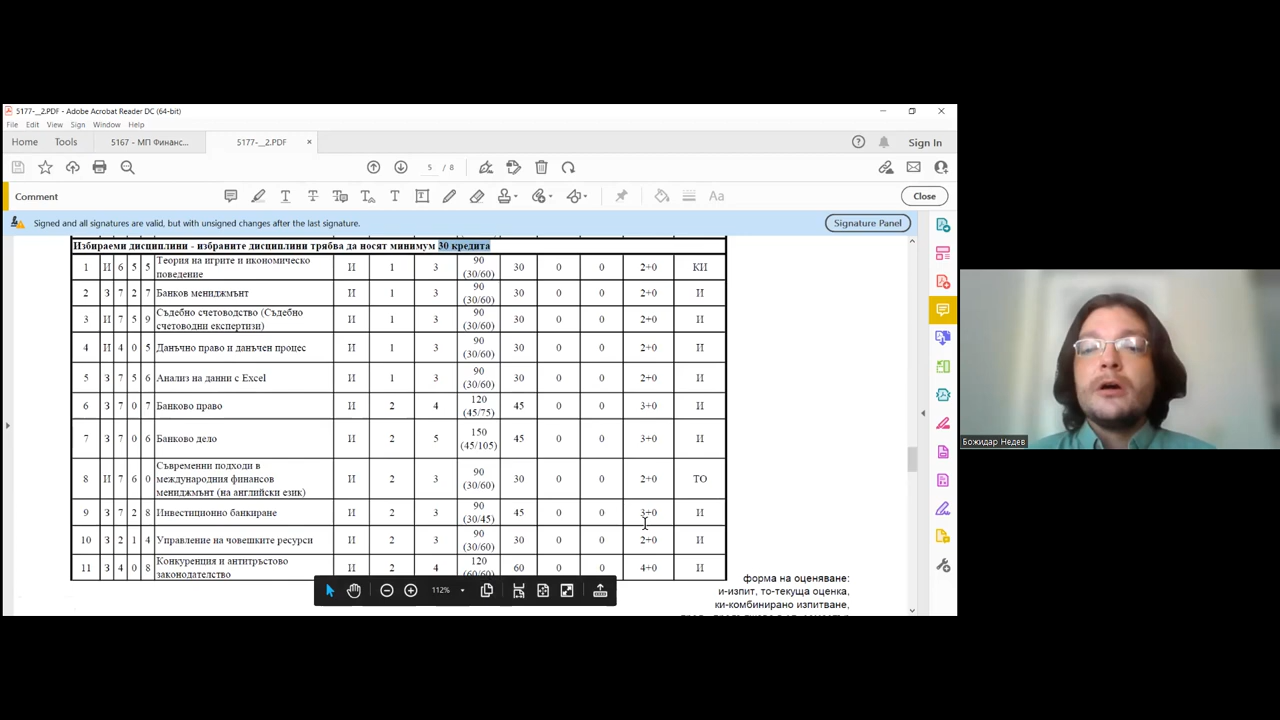 5177-__2.PDF - Adobe Acrobat Reader DC (64-bit)
File Edit View Sign Window Help
Home Tools 5167 - МП Финанс... 5177-__2.PDF × Sign In
5 / 8
Comment Close
Signed and all signatures are valid, but with unsigned changes after the last signature. Signature Panel
Избираеми дисциплини - избраните дисциплини трябва да носят минимум 30 кредита
1 И 6 5 5 Теория на игрите и икономическо поведение И 1 3 90 (30/60) 30 0 0 2+0 КИ
2 З 7 2 7 Банков мениджмънт И 1 3 90 (30/60) 30 0 0 2+0 И
3 И 7 5 9 Съдебно счетоводство (Съдебно счетоводни експертизи) И 1 3 90 (30/60) 30 0 0 2+0 И
4 И 4 0 5 Данъчно право и данъчен процес И 1 3 90 (30/60) 30 0 0 2+0 И
5 З 7 5 6 Анализ на данни с Excel И 1 3 90 (30/60) 30 0 0 2+0 И
6 З 7 0 7 Банково право И 2 4 120 (45/75) 45 0 0 3+0 И
7 З 7 0 6 Банково дело И 2 5 150 (45/105) 45 0 0 3+0 И
8 И 7 6 0 Съвременни подходи в международния финансов мениджмънт (на английски език) И 2 3 90 (30/60) 30 0 0 2+0 ТО
9 З 7 2 8 Инвестиционно банкиране И 2 3 90 (30/45) 45 0 0 3+0 И
10 З 2 1 4 Управление на човешките ресурси И 2 3 90 (30/60) 30 0 0 2+0 И
11 З 4 0 8 Конкуренция и антитръстово законодателство И 2 4 120 (60/60) 60 0 0 4+0 И
112%
форма на оценяване:
и-изпит, то-текуща оценка,
ки-комбинирано изпитване,
Божидар Недев